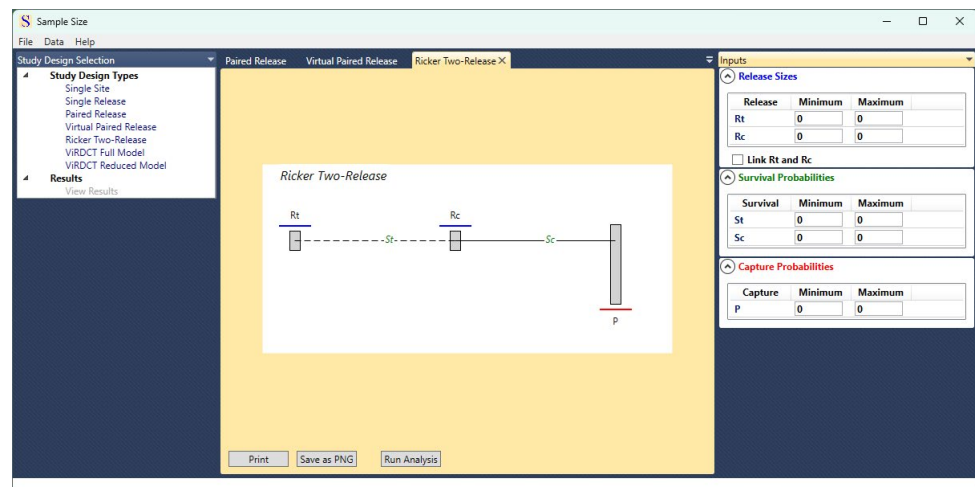 S Sample Size
File Data Help
Study Design Selection
Study Design Types
Single Site
Single Release
Paired Release
Virtual Paired Release
Ricker Two-Release
ViRDCT Full Model
ViRDCT Reduced Model
Results
View Results
Paired Release Virtual Paired Release Ricker Two-Release
Ricker Two-Release
Rt Rc
St Sc
P
Print Save as PNG Run Analysis
Inputs
Release Sizes
Release Minimum Maximum
Rt 0 0
Rc 0 0
Link Rt and Rc
Survival Probabilities
Survival Minimum Maximum
St 0 0
Sc 0 0
Capture Probabilities
Capture Minimum Maximum
P 0 0